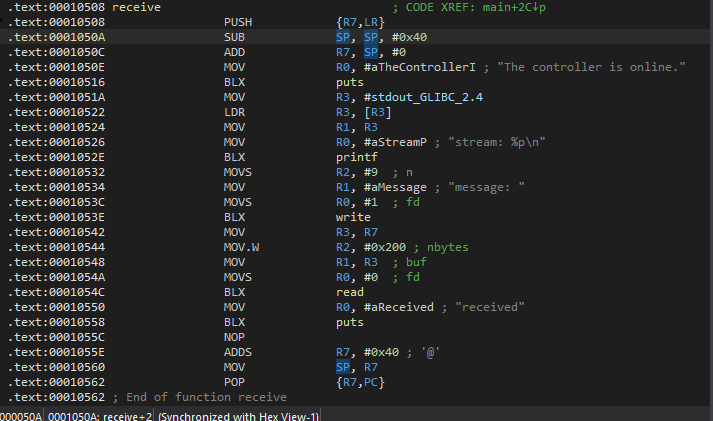 .text:00010508 receive ; CODE XREF: main+2C↓p
.text:00010508 PUSH {R7,LR}
.text:0001050A SUB SP, SP, #0x40
.text:0001050C ADD R7, SP, #0
.text:0001050E MOV R0, #aTheControllerI ; "The controller is online."
.text:00010516 BLX puts
.text:0001051A MOV R3, #stdout_GLIBC_2.4
.text:00010522 LDR R3, [R3]
.text:00010524 MOV R1, R3
.text:00010526 MOV R0, #aStreamP ; "stream: %p\n"
.text:0001052E BLX printf
.text:00010532 MOVS R2, #9 ; n
.text:00010534 MOV R1, #aMessage ; "message: "
.text:0001053C MOVS R0, #1 ; fd
.text:0001053E BLX write
.text:00010542 MOV R3, R7
.text:00010544 MOV.W R2, #0x200 ; nbytes
.text:00010548 MOV R1, R3 ; buf
.text:0001054A MOVS R0, #0 ; fd
.text:0001054C BLX read
.text:00010550 MOV R0, #aReceived ; "received"
.text:00010558 BLX puts
.text:0001055C NOP
.text:0001055E ADDS R7, #0x40 ; '@'
.text:00010560 MOV SP, R7
.text:00010562 POP {R7,PC}
.text:00010562 ; End of function receive
000050A 0001050A: receive+2 (Synchronized with Hex View-1)